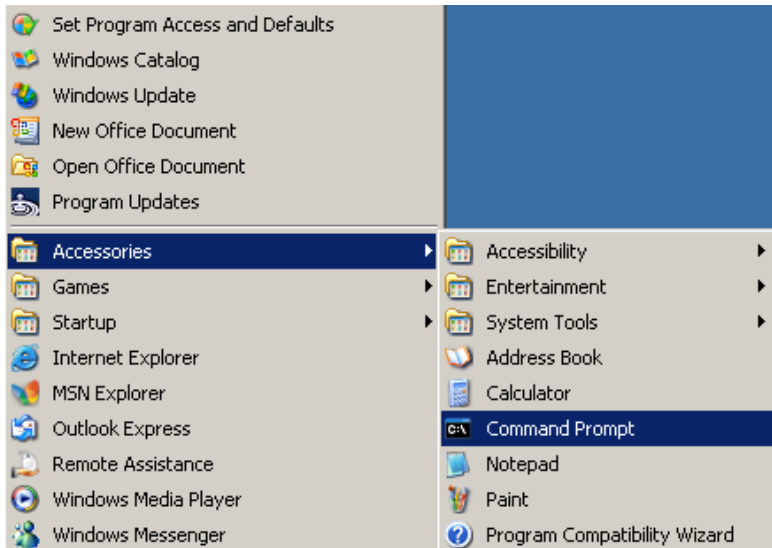 Set Program Access and Defaults
Windows Catalog
Windows Update
New Office Document
Open Office Document
Program Updates
Accessories
Games
Startup
Internet Explorer
MSN Explorer
Outlook Express
Remote Assistance
Windows Media Player
Windows Messenger
Accessibility
Entertainment
System Tools
Address Book
Calculator
C:\
Command Prompt
Notepad
Paint
Program Compatibility Wizard